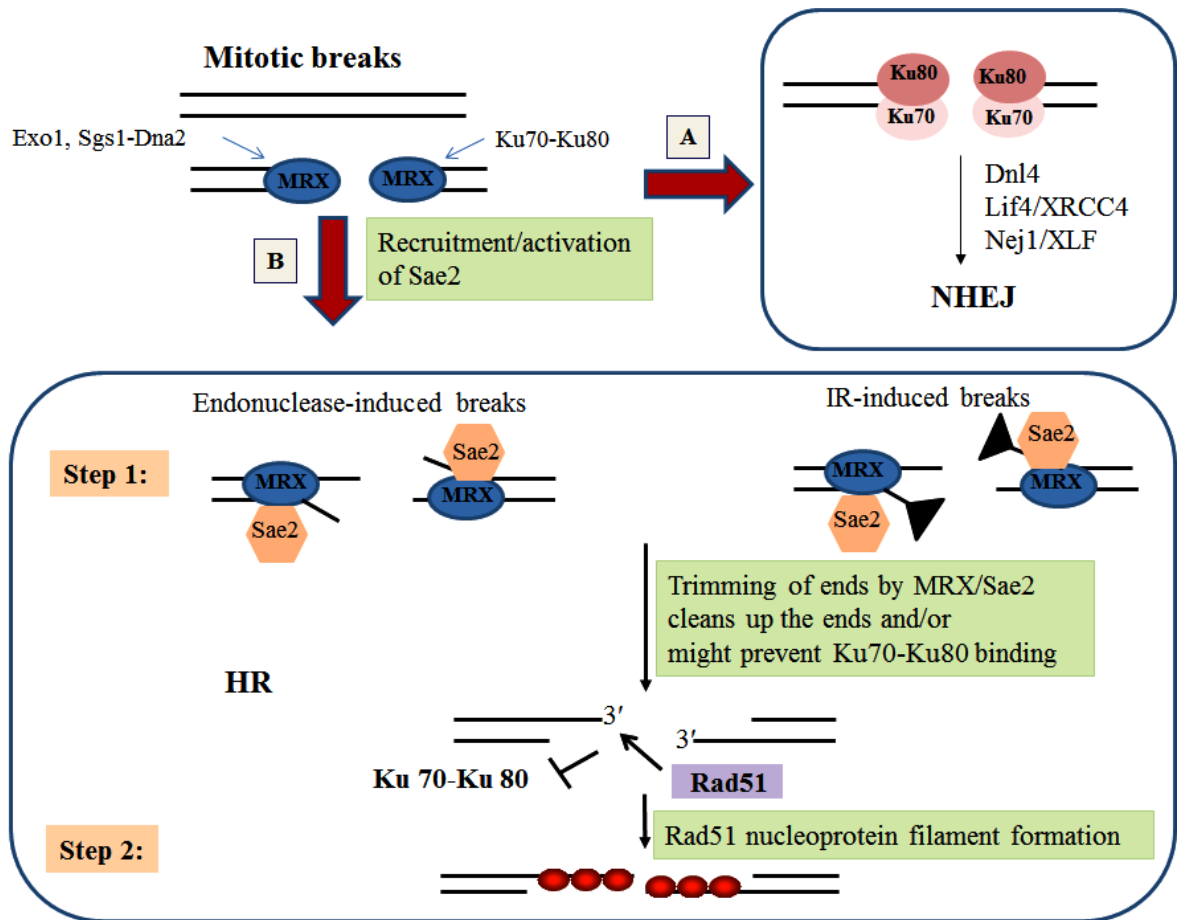 Mitotic breaks
Exo1, Sgs1-Dna2
Ku70-Ku80
MRX
MRX
A
B
Recruitment/activation
of Sae2
Ku80
Ku80
Ku70
Ku70
Dnl4
Lif4/XRCC4
Nej1/XLF
NHEJ
Endonuclease-induced breaks
IR-induced breaks
Step 1:
MRX
Sae2
Sae2
MRX
MRX
Sae2
Sae2
MRX
Trimming of ends by MRX/Sae2
cleans up the ends and/or
might prevent Ku70-Ku80 binding
HR
3′
3′
Ku 70-Ku 80
Rad51
Rad51 nucleoprotein filament formation
Step 2: